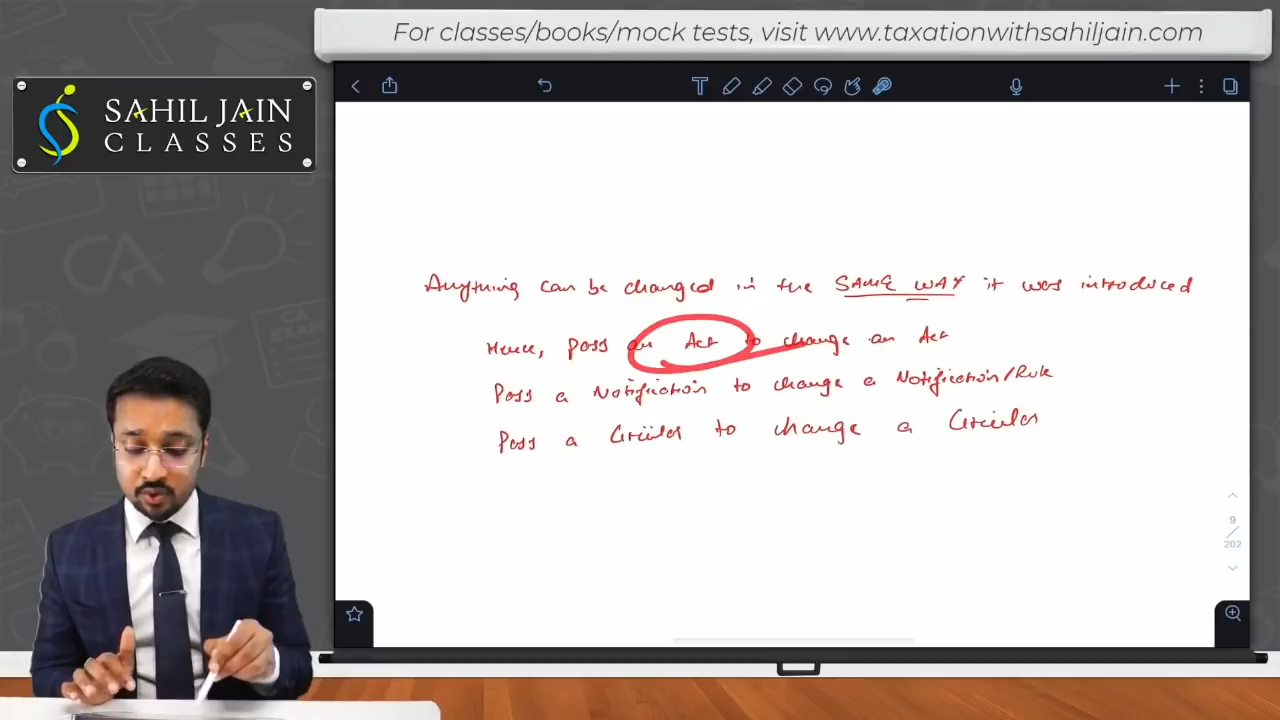 For classes/books/mock tests, visit www.taxationwithsahiljain.com
SAHIL JAIN
CLASSES
Anything can be changed in the SAME WAY it was introduced
Hence, pass an Act to change an Act
Pass a Notification to change a Notification/Rule
Pass a Circular to change a Circular
9
202